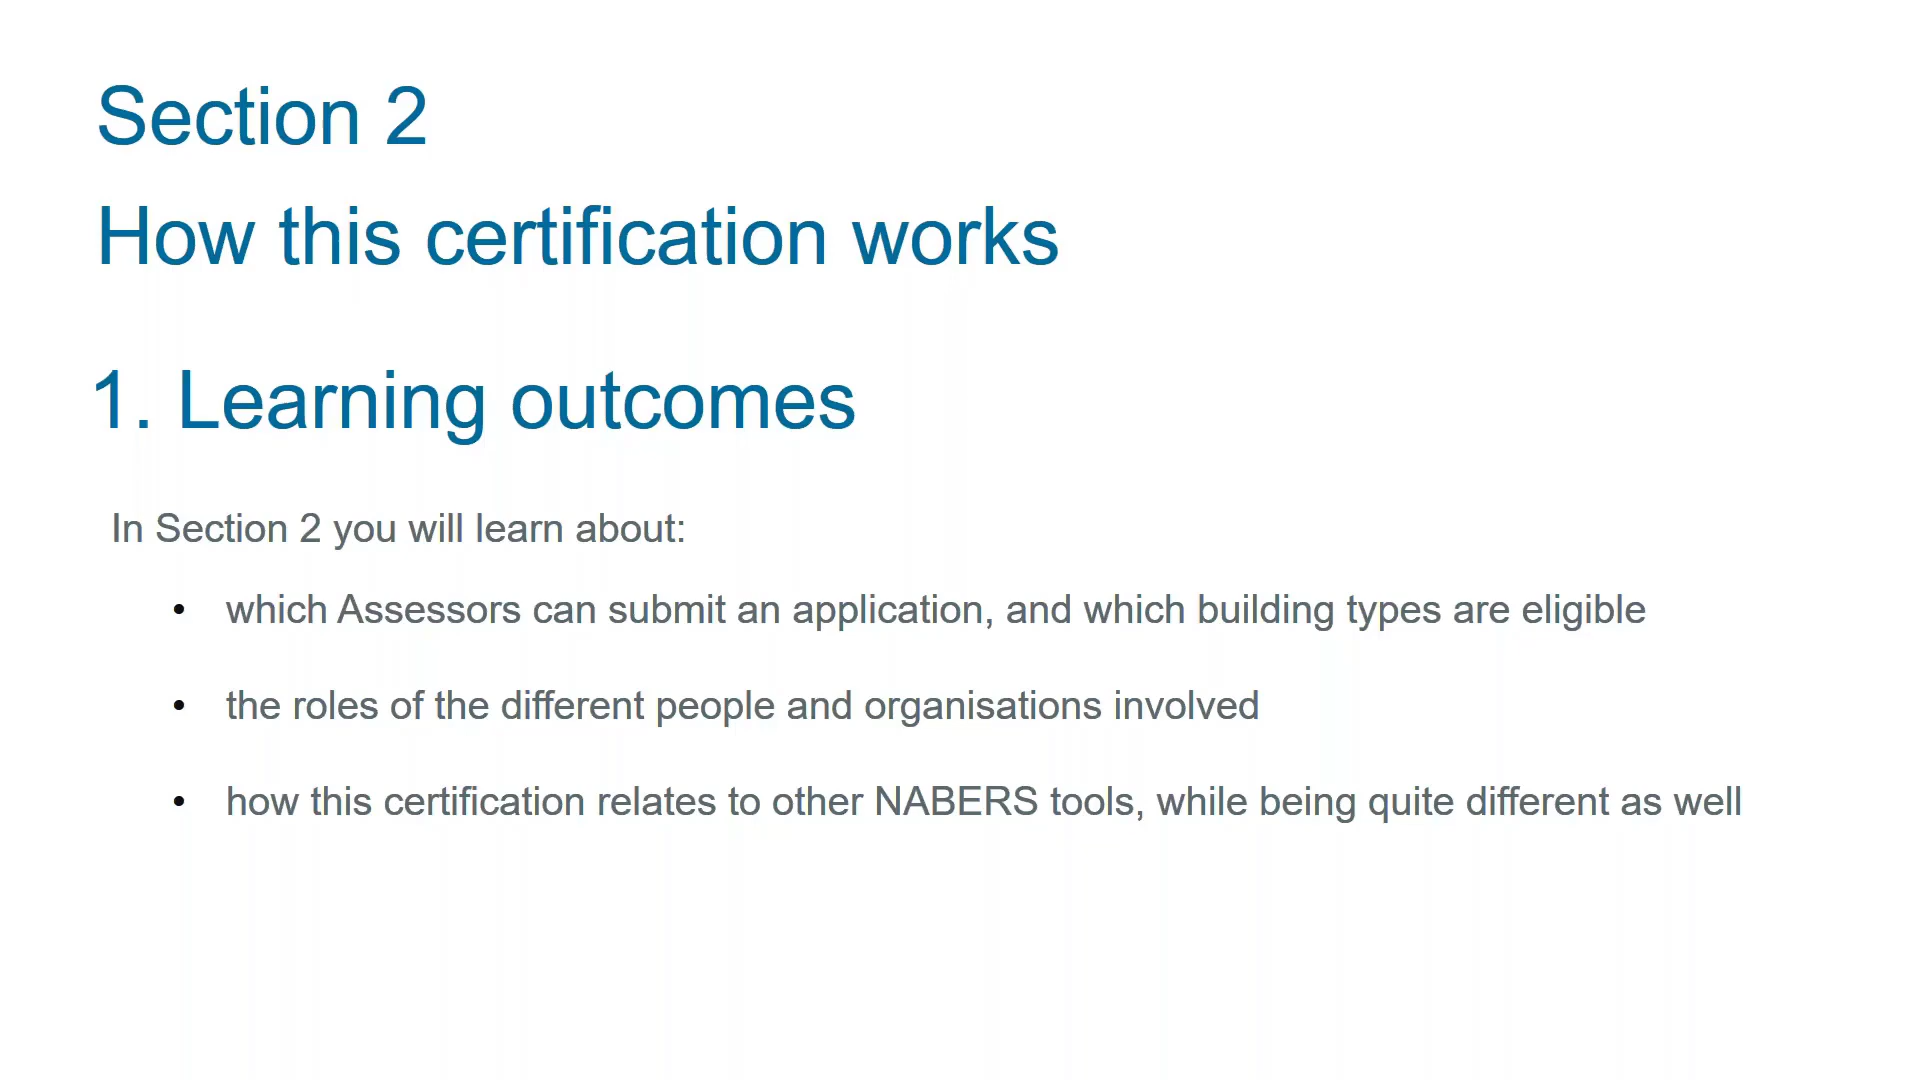 Section 2
How this certification works
1. Learning outcomes
In Section 2 you will learn about:
• which Assessors can submit an application, and which building types are eligible
• the roles of the different people and organisations involved
• how this certification relates to other NABERS tools, while being quite different as well